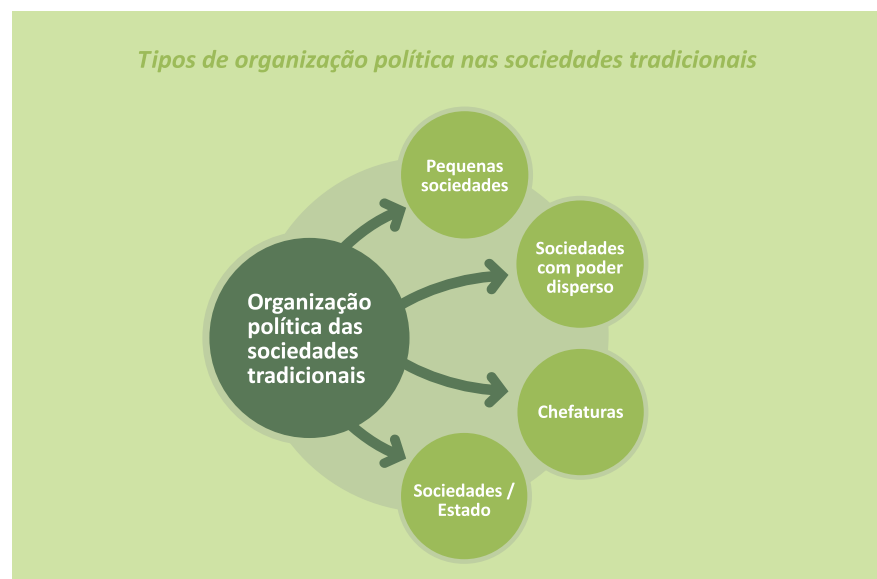 Tipos de organização política nas sociedades tradicionais
Pequenas
sociedades
Sociedades
com poder
disperso
Organização
política das
sociedades
tradicionais
Chefaturas
Sociedades /
Estado